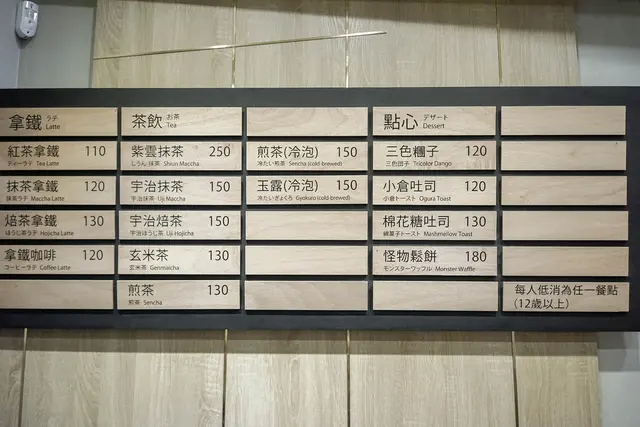 拿鐵 ラテ Latte
紅茶拿鐵 110
ティーラテ Tea Latte
抹茶拿鐵 120
抹茶ラテ Maccha Latte
焙茶拿鐵 130
ほうじ茶ラテ Hojicha Latte
拿鐵咖啡 120
コーヒーラテ Coffee Latte
茶飲 お茶 Tea
紫雲抹茶 250
しうん 抹茶 Shiun Maccha
宇治抹茶 150
宇治抹茶 Uji Maccha
宇治焙茶 150
宇治ほうじ茶 Uji Hojicha
玄米茶 130
玄米茶 Genmaicha
煎茶 130
煎茶 Sencha
煎茶(冷泡) 150
冷たい煎茶 Sencha (cold-brewed)
玉露(冷泡) 150
冷たいぎょくろ Gyokuro (cold-brewed)
點心 デザート Dessert
三色糰子 120
三色団子 Tricolor Dango
小倉吐司 120
小倉トースト Ogura Toast
棉花糖吐司 130
綿菓子トースト Mashmellow Toast
怪物鬆餅 180
モンスターワッフル Monster Waffle
每人低消為任一餐點
(12歲以上)